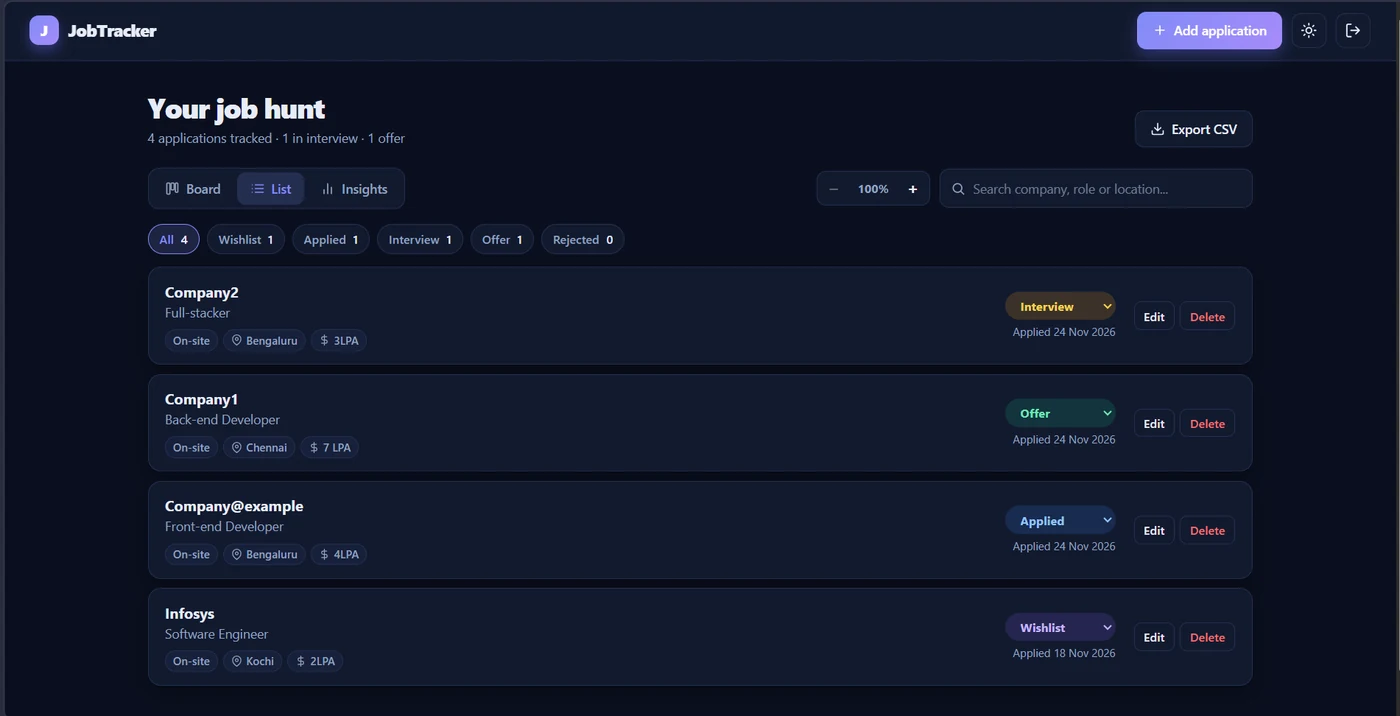 J JobTracker
+ Add application
Your job hunt
4 applications tracked · 1 in interview · 1 offer
Export CSV
Board List Insights
− 100% +
Search company, role or location...
All 4 Wishlist 1 Applied 1 Interview 1 Offer 1 Rejected 0
Company2
Full-stacker
On-site Bengaluru $ 3LPA
Interview
Applied 24 Nov 2026
Edit Delete
Company1
Back-end Developer
On-site Chennai $ 7 LPA
Offer
Applied 24 Nov 2026
Edit Delete
Company@example
Front-end Developer
On-site Bengaluru $ 4LPA
Applied
Applied 24 Nov 2026
Edit Delete
Infosys
Software Engineer
On-site Kochi $ 2LPA
Wishlist
Applied 18 Nov 2026
Edit Delete